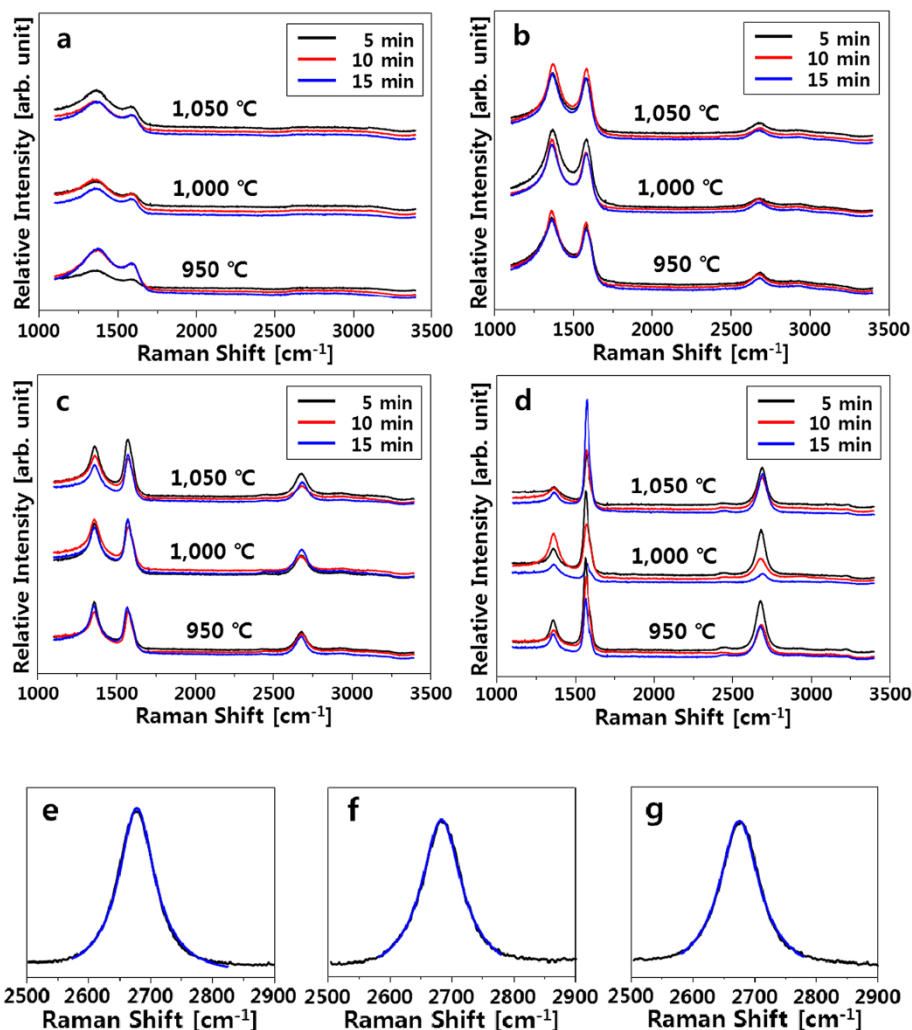 a
5 min
10 min
15 min
1,050 ℃
1,000 ℃
950 ℃
Relative Intensity [arb. unit]
1000 1500 2000 2500 3000 3500
Raman Shift [cm-1]
b
5 min
10 min
15 min
1,050 ℃
1,000 ℃
950 ℃
Relative Intensity [arb. unit]
1000 1500 2000 2500 3000 3500
Raman Shift [cm-1]
c
5 min
10 min
15 min
1,050 ℃
1,000 ℃
950 ℃
Relative Intensity [arb. unit]
1000 1500 2000 2500 3000 3500
Raman Shift [cm-1]
d
5 min
10 min
15 min
1,050 ℃
1,000 ℃
950 ℃
Relative Intensity [arb. unit]
1000 1500 2000 2500 3000 3500
Raman Shift [cm-1]
e
2500 2600 2700 2800 2900
Raman Shift [cm-1]
f
2500 2600 2700 2800 2900
Raman Shift [cm-1]
g
2500 2600 2700 2800 2900
Raman Shift [cm-1]